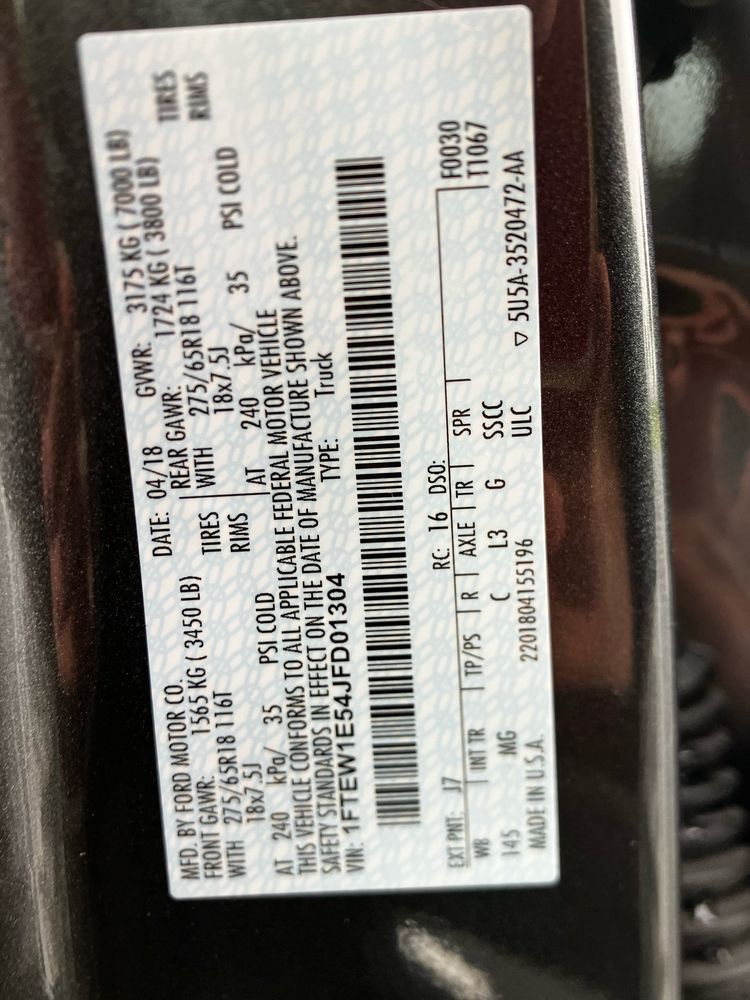 MFD. BY FORD MOTOR CO.
DATE: 04/18 GVWR: 3175 KG ( 7000 LB)
FRONT GAWR: 1565 KG ( 3450 LB)
REAR GAWR: 1724 KG ( 3800 LB)
WITH 275/65R18 116T TIRES
WITH 275/65R18 116T TIRES
18x7.5J RIMS
18x7.5J RIMS
AT 240 kPa/ 35 PSI COLD
AT 240 kPa/ 35 PSI COLD
THIS VEHICLE CONFORMS TO ALL APPLICABLE FEDERAL MOTOR VEHICLE
SAFETY STANDARDS IN EFFECT ON THE DATE OF MANUFACTURE SHOWN ABOVE.
VIN: 1FTEW1E54JFD01304 TYPE: Truck
EXT PNT: J7 RC: 16 DSO: F0030
WB INT TR TP/PS R AXLE TR SPR T1067
145 MG C L3 G SSCC
2201804155196 ULC
MADE IN U.S.A. ▽ 5U5A-3520472-AA